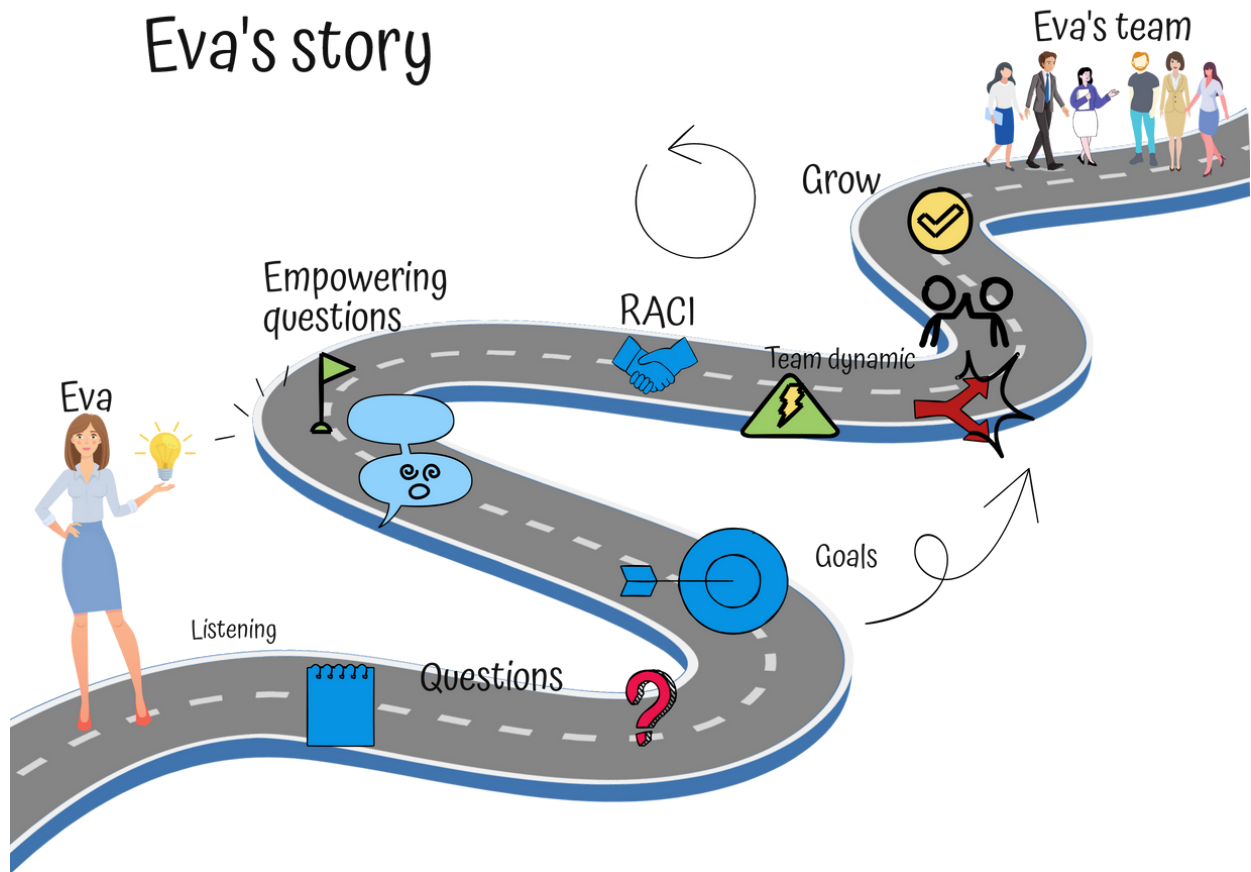 Eva's story
Eva's team
Grow
Empowering
questions
RACI
Team dynamic
Eva
Goals
Listening
Questions